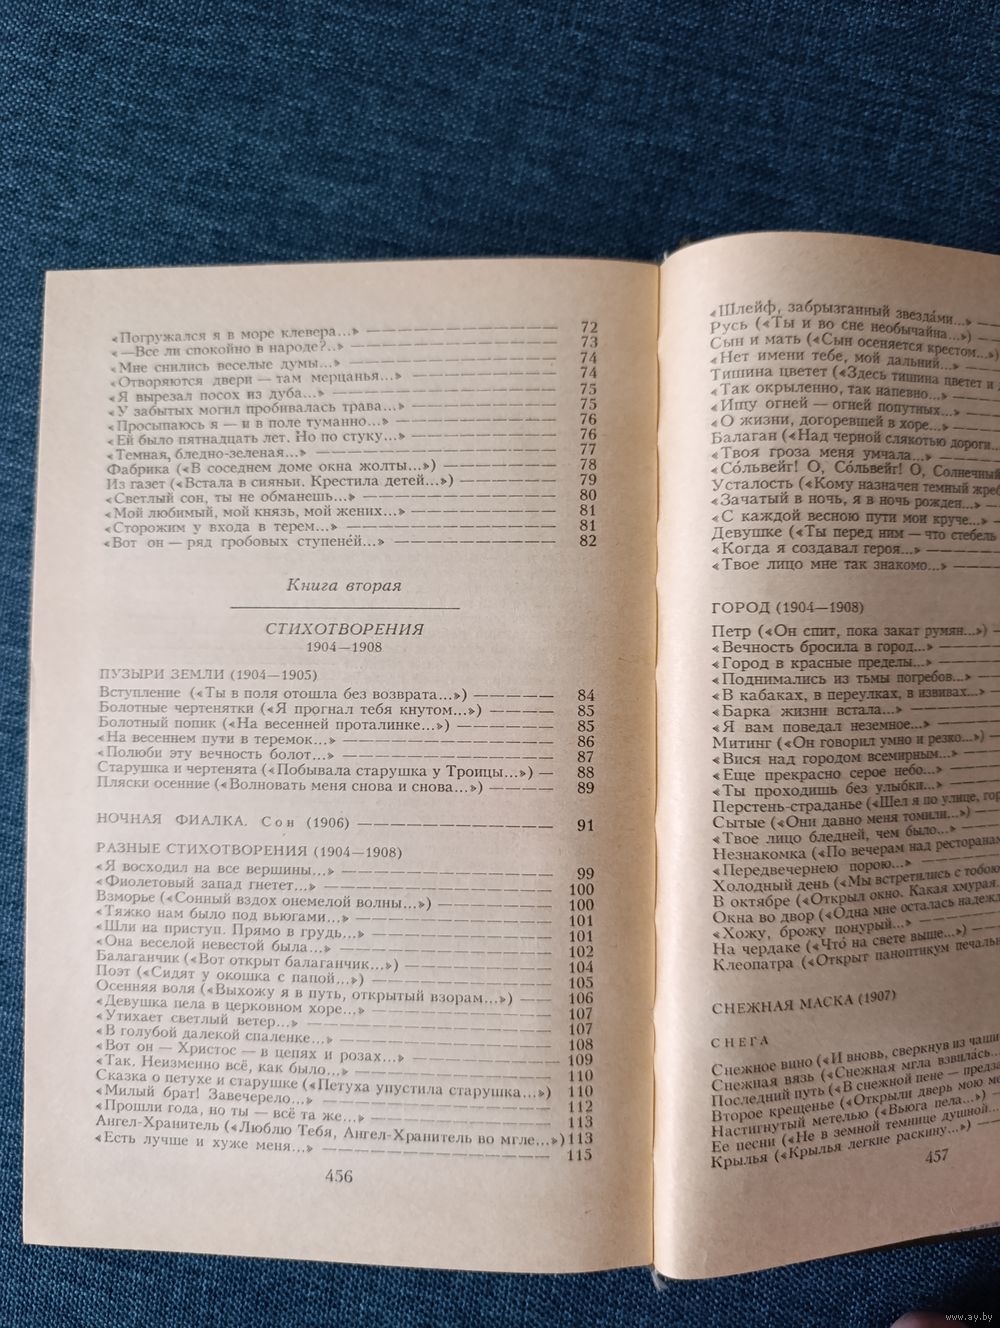 «Погружался я в море клевера...» 72
«—Все ли спокойно в народе?..» 73
«Мне снились веселые думы...» 74
«Отворяются двери — там мерцанья...» 74
«Я вырезал посох из дуба...» 75
«У забытых могил пробивалась трава...» 75
«Просыпаюсь я — и в поле туманно...» 76
«Ей было пятнадцать лет. Но по стуку...» 76
«Темная, бледно-зеленая...» 77
Фабрика («В соседнем доме окна жолты...») 78
Из газет («Встала в сияньи. Крестила детей...») 79
«Светлый сон, ты не обманешь...» 80
«Мой любимый, мой князь, мой жених...» 81
«Сторожим у входа в терем...» 81
«Вот он — ряд гробовых ступеней...» 82
Книга вторая
СТИХОТВОРЕНИЯ
1904—1908
ПУЗЫРИ ЗЕМЛИ (1904—1905)
Вступление («Ты в поля отошла без возврата...») 84
Болотные чертенятки («Я прогнал тебя кнутом...») 85
Болотный попик («На весенней проталинке...») 85
«На весеннем пути в теремок...» 86
«Полюби эту вечность болот...» 87
Старушка и чертенята («Побывала старушка у Троицы...») 88
Пляски осенние («Волновать меня снова и снова...») 89
НОЧНАЯ ФИАЛКА. Сон (1906) 91
РАЗНЫЕ СТИХОТВОРЕНИЯ (1904—1908)
«Я восходил на все вершины...» 99
«Фиолетовый запад гнетет...» 100
Взморье («Сонный вздох онемелой волны...») 100
«Тяжко нам было под вьюгами...» 101
«Шли на приступ. Прямо в грудь...» 101
«Она веселой невестой была...» 102
Балаганчик («Вот открыт балаганчик...») 104
Поэт («Сидят у окошка с папой...») 105
Осенняя воля («Выхожу я в путь, открытый взорам...») 106
«Девушка пела в церковном хоре...» 107
«Утихает светлый ветер...» 107
«В голубой далекой спаленке...» 108
«Вот он — Христос — в цепях и розах...» 109
«Так. Неизменно всё, как было...» 110
Сказка о петухе и старушке («Петуха упустила старушка...») 110
«Милый брат! Завечерело...» 112
«Прошли года, но ты — всё та же...» 113
Ангел-Хранитель («Люблю Тебя, Ангел-Хранитель во мгле...») 113
«Есть лучше и хуже меня...» 115
456
«Шлейф, забрызганный звездами...»
Русь («Ты и во сне необычайна...»)
Сын и мать («Сын осеняется крестом...»)
«Нет имени тебе, мой дальний...»
Тишина цветет («Здесь тишина цветет и
«Так окрыленно, так напевно...»
«Ищу огней — огней попутных...»
«О жизни, догоревшей в хоре...»
Балаган («Над черной слякотью дороги...
«Твоя гроза меня умчала...»
«Сольвейг! О, Сольвейг! О, Солнечный
Усталость («Кому назначен темный жреб
«Зачатый в ночь, я в ночь рожден...»
«С каждой весною пути мои круче...»
Девушке («Ты перед ним — что стебель
«Когда я создавал героя...»
«Твое лицо мне так знакомо...»
ГОРОД (1904—1908)
Петр («Он спит, пока закат румян...»)
«Вечность бросила в город...»
«Город в красные пределы...»
«Поднимались из тьмы погребов...»
«В кабаках, в переулках, в извивах...»
«Барка жизни встала...»
«Я вам поведал неземное...»
Митинг («Он говорил умно и резко...»)
«Вися над городом всемирным...»
«Еще прекрасно серое небо...»
«Ты проходишь без улыбки...»
Перстень-страданье («Шел я по улице, гор
Сытые («Они давно меня томили...»)
«Твое лицо бледней, чем было...»
Незнакомка («По вечерам над ресторана
«Передвечернею порою...»
Холодный день («Мы встретились с тобою
В октябре («Открыл окно. Какая хмурая
Окна во двор («Одна мне осталась надежд
«Хожу, брожу понурый...»
На чердаке («Что на свете выше...»)
Клеопатра («Открыт паноптикум печаль
СНЕЖНАЯ МАСКА (1907)
СНЕГА
Снежное вино («И вновь, сверкнув из чаши
Снежная вязь («Снежная мгла взвилась...»
Последний путь («В снежной пене — предза
Второе крещенье («Открыли дверь мою м
Настигнутый метелью («Вьюга пела...»)
Ее песни («Не в земной темнице душной...»
Крылья («Крылья легкие раскину...»)
457
www.ay.by